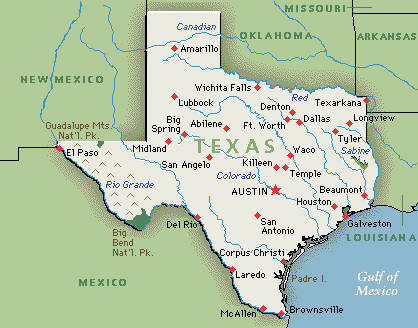 MISSOURI
Canadian
OKLAHOMA
ARKANSAS
Amarillo
NEW MEXICO
Wichita Falls
Red
Lubbock
Denton
Texarkana
Guadalupe Mts.
Nat'l. Pk.
Big
Spring
Abilene
Ft. Worth
Dallas
Longview
El Paso
Midland
TEXAS
Tyler
San Angelo
Waco
Sabine
Killeen
Temple
Rio Grande
Colorado
AUSTIN
Beaumont
Houston
Big
Bend
Nat'l. Pk.
Del Rio
San
Antonio
Galveston
LOUISIANA
Corpus Christi
MEXICO
Laredo
Padre I.
Gulf of
Mexico
McAllen
Brownsville